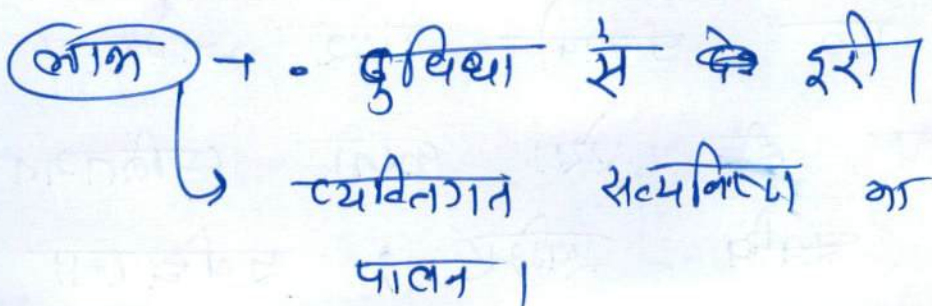 लाभ → • दुविधा से दूरी।
↳ व्यक्तिगत सत्यनिष्ठा का
पालन।